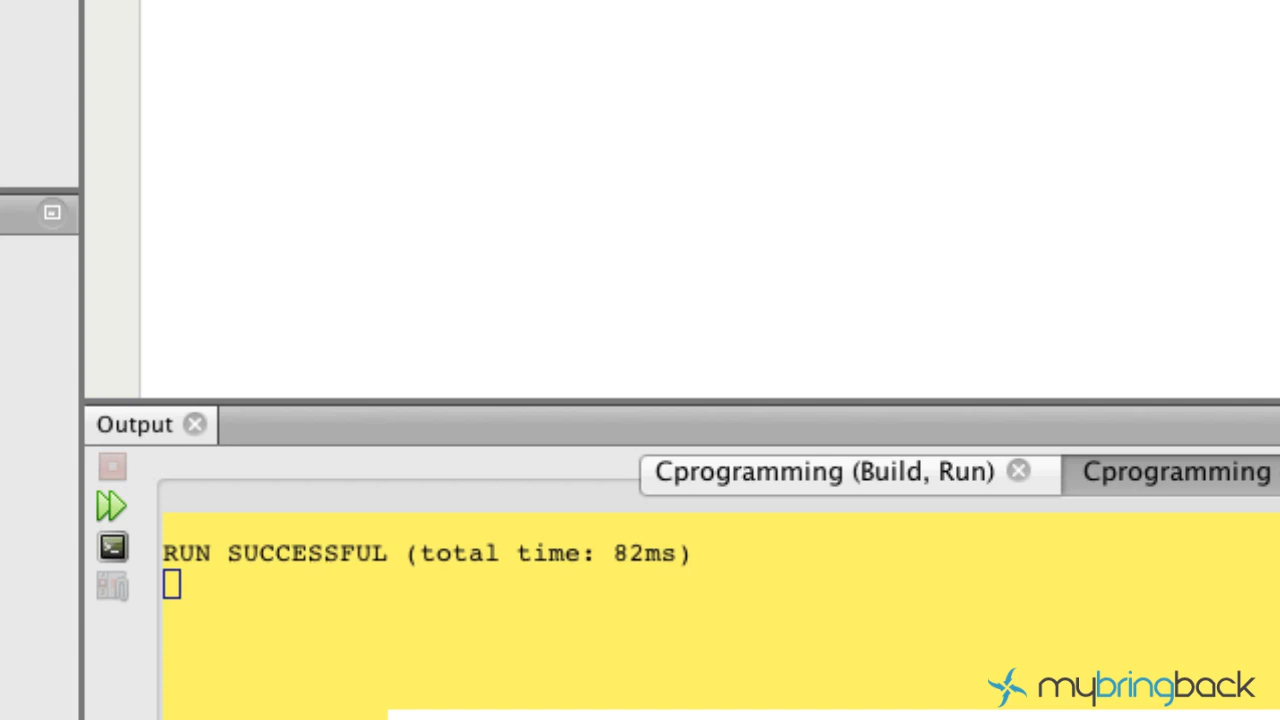 Output
Cprogramming (Build, Run)
Cprogramming
RUN SUCCESSFUL (total time: 82ms)
mybringback